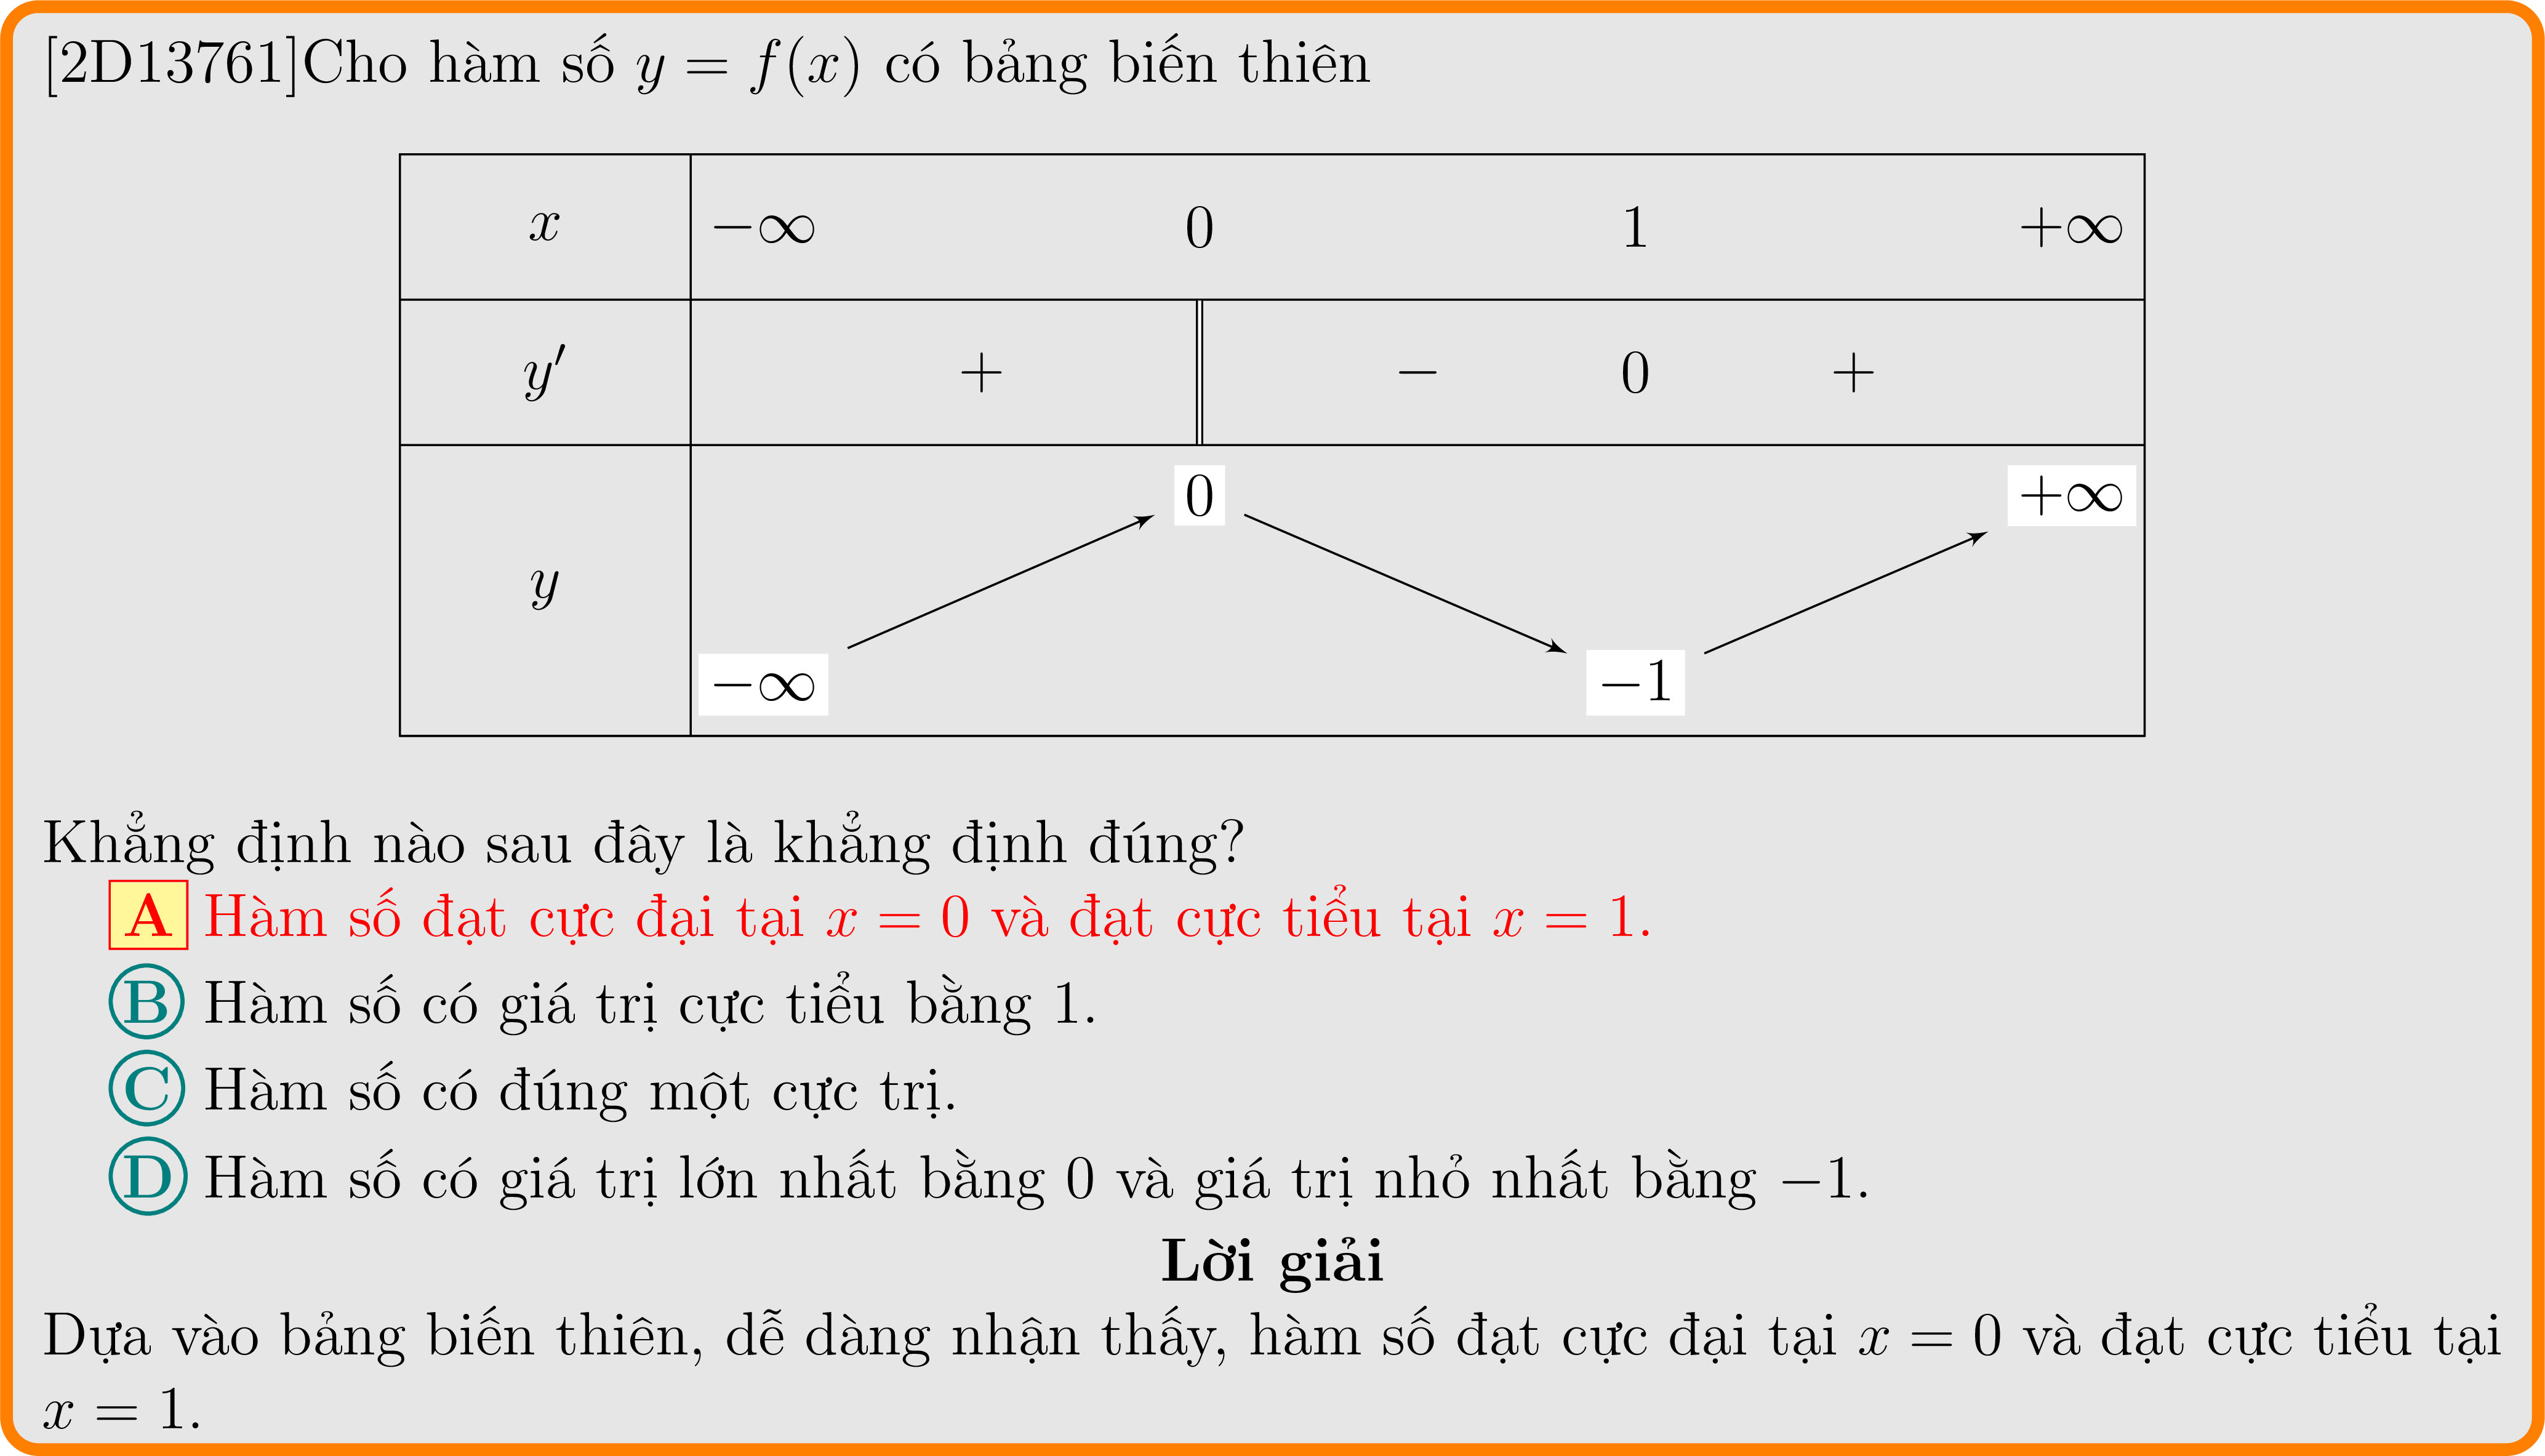 [2D13761]Cho hàm số y = f(x) có bảng biến thiên
x −∞ 0 1 +∞
y′ + − 0 +
0 +∞
y
−∞ −1
Khẳng định nào sau đây là khẳng định đúng?
A Hàm số đạt cực đại tại x = 0 và đạt cực tiểu tại x = 1.
B Hàm số có giá trị cực tiểu bằng 1.
C Hàm số có đúng một cực trị.
D Hàm số có giá trị lớn nhất bằng 0 và giá trị nhỏ nhất bằng −1.
Lời giải
Dựa vào bảng biến thiên, dễ dàng nhận thấy, hàm số đạt cực đại tại x = 0 và đạt cực tiểu tại
x = 1.